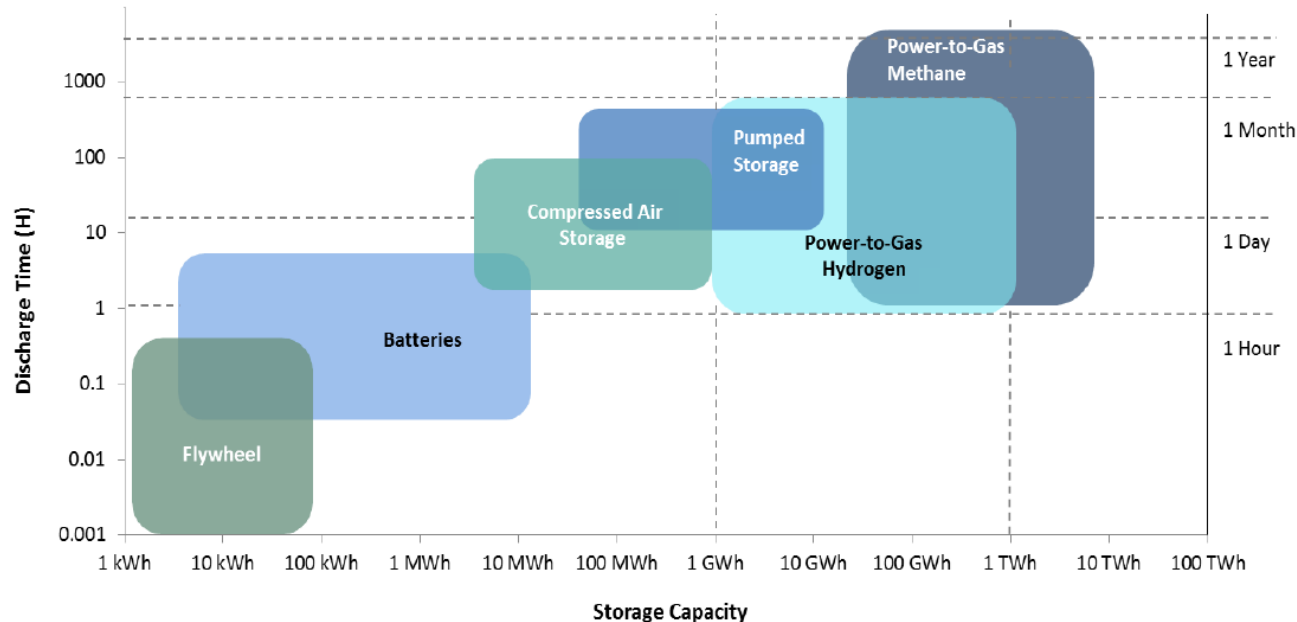 Power-to-Gas
Methane
1 Year
1000
1 Month
Pumped
Storage
100
Compressed Air
Storage
1 Day
10
Power-to-Gas
Hydrogen
Discharge Time (H)
1
Batteries
1 Hour
0.1
Flywheel
0.01
0.001
1 kWh 10 kWh 100 kWh 1 MWh 10 MWh 100 MWh 1 GWh 10 GWh 100 GWh 1 TWh 10 TWh 100 TWh
Storage Capacity